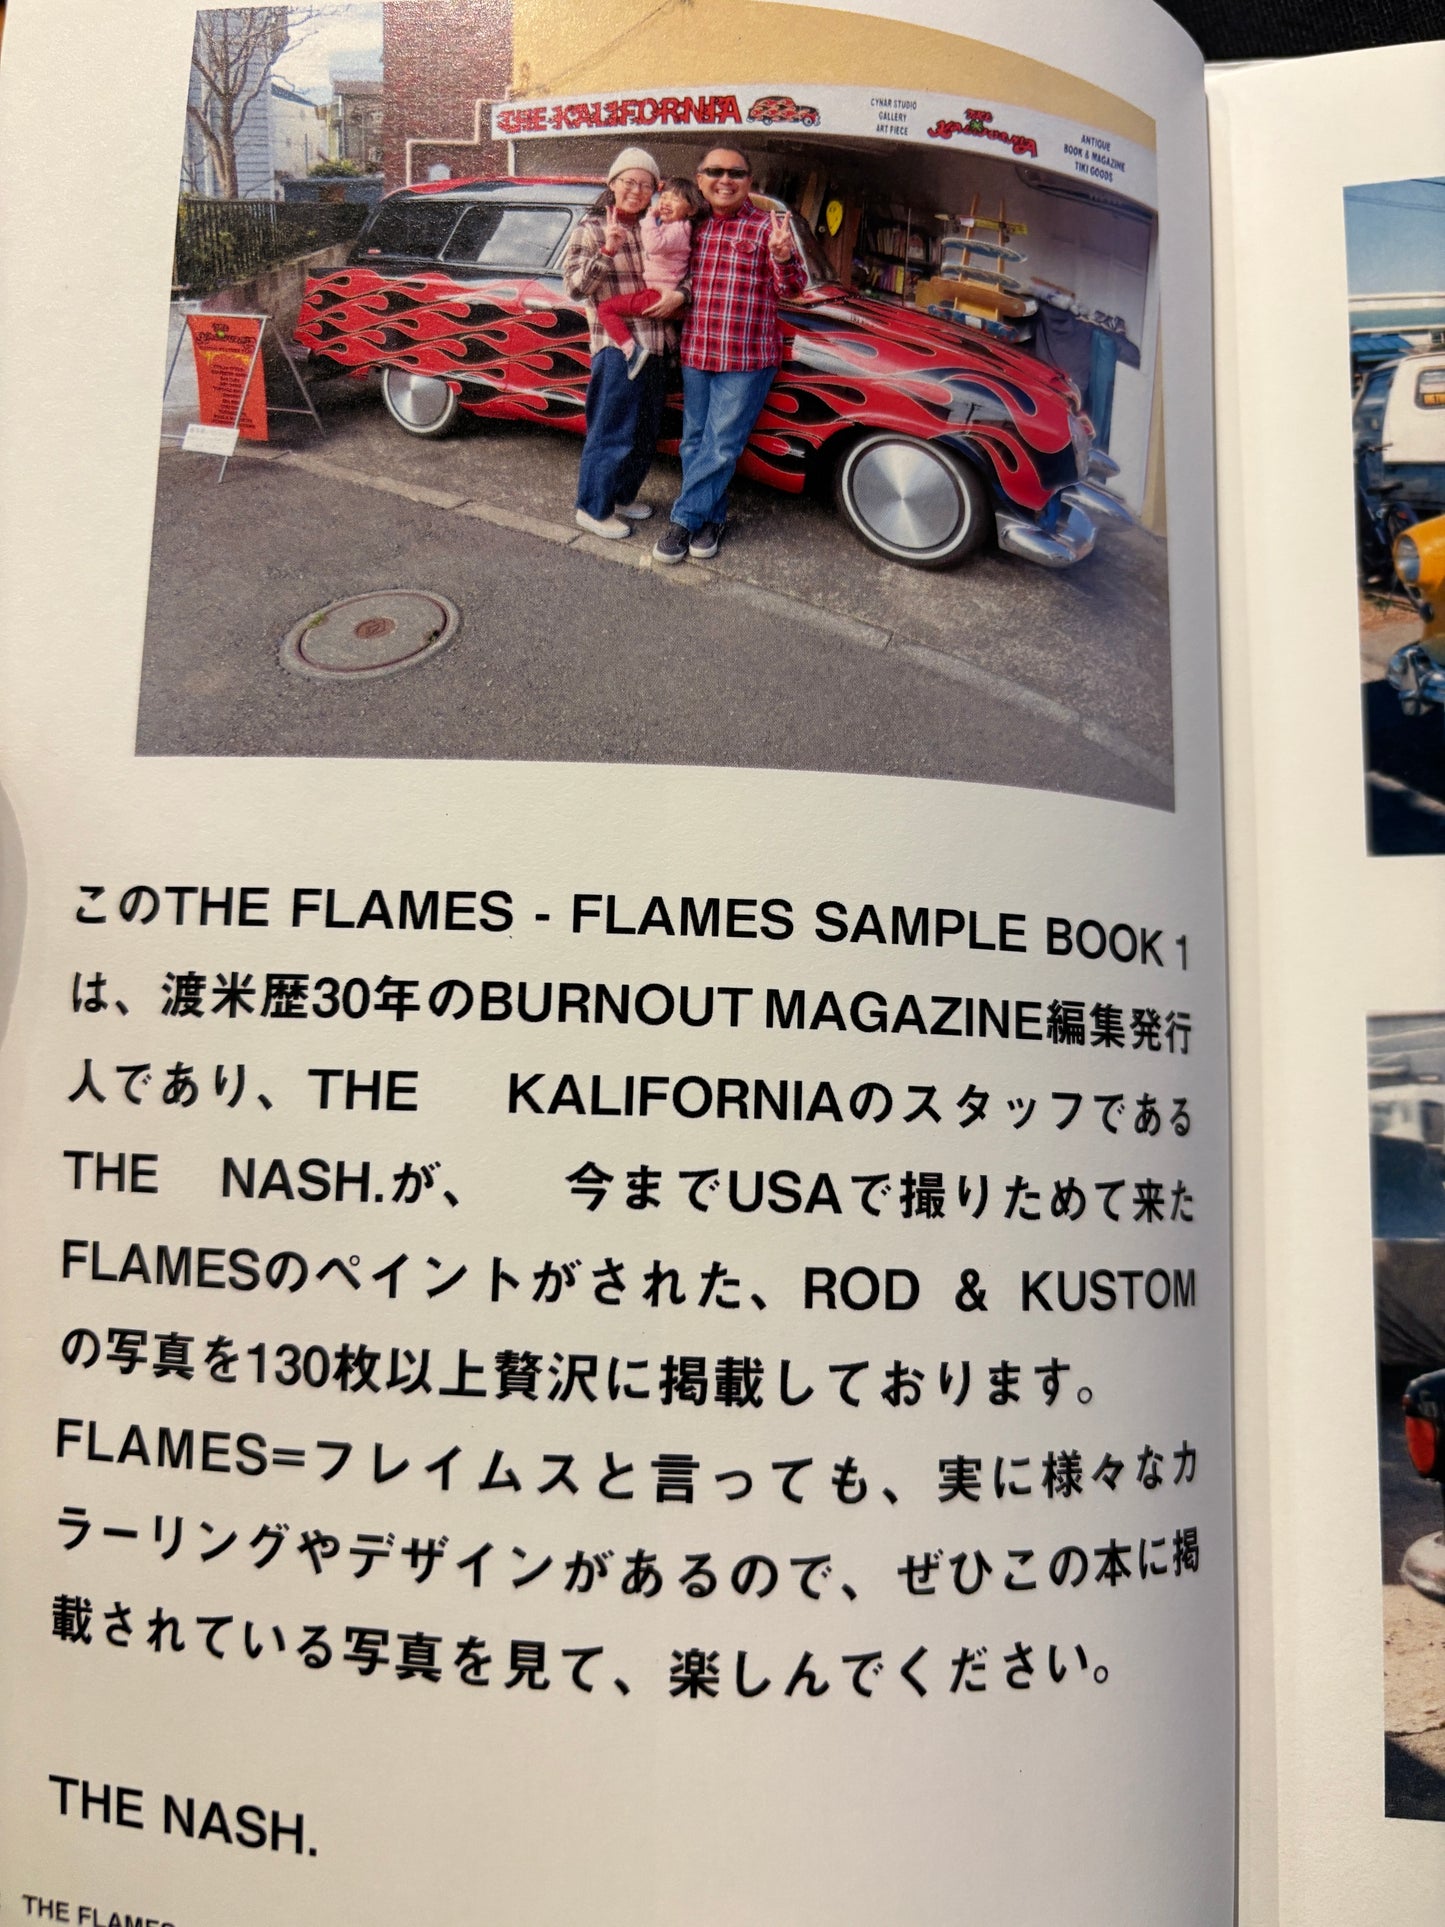 THE KALIFORNIA
CYNAR STUDIO
GALLERY
ART PIECE
THE
KALIFORNIA
ANTIQUE
BOOK & MAGAZINE
TIKI GOODS
このTHE FLAMES - FLAMES SAMPLE BOOK 1
は、渡米歴30年のBURNOUT MAGAZINE編集発行
人であり、THE KALIFORNIAのスタッフである
THE NASH.が、 今までUSAで撮りためて来た
FLAMESのペイントがされた、ROD & KUSTOM
の写真を130枚以上贅沢に掲載しております。
FLAMES=フレイムスと言っても、実に様々なカ
ラーリングやデザインがあるので、ぜひこの本に掲
載されている写真を見て、楽しんでください。
THE NASH.
THE FLAMES